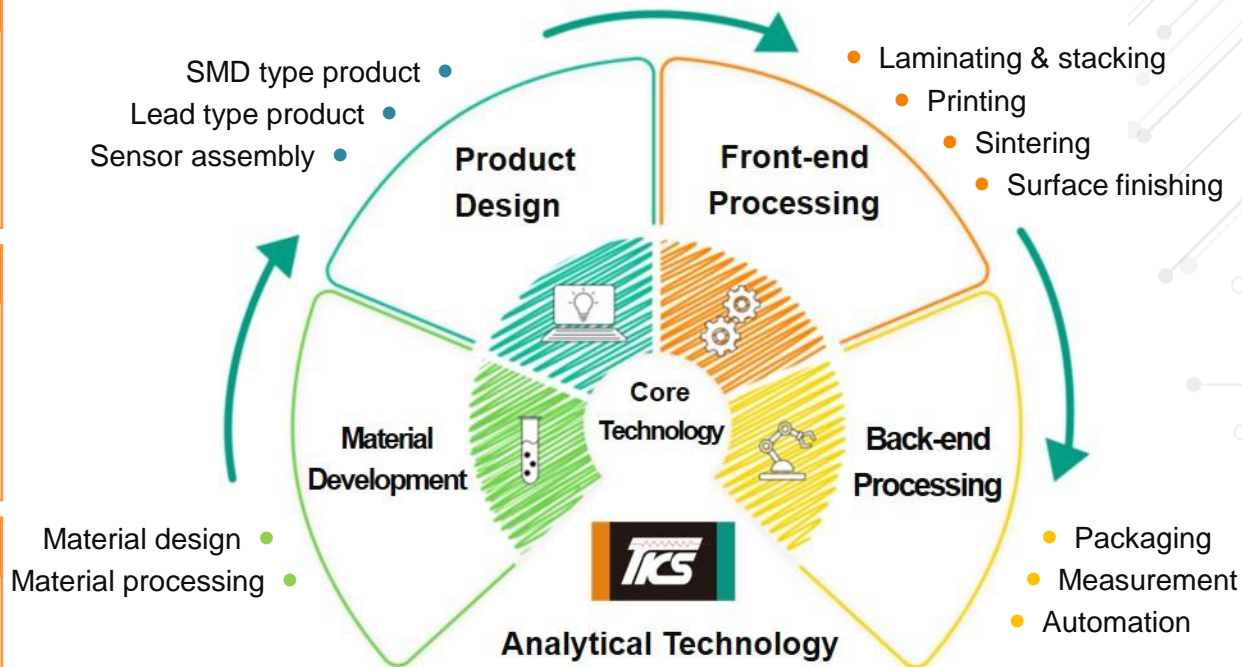 SMD type product
Lead type product
Sensor assembly
Product
Design
Laminating & stacking
Printing
Sintering
Surface finishing
Front-end
Processing
Core
Technology
Material
Development
Back-end
Processing
Material design
Material processing
Packaging
Measurement
Automation
TKS
Analytical Technology